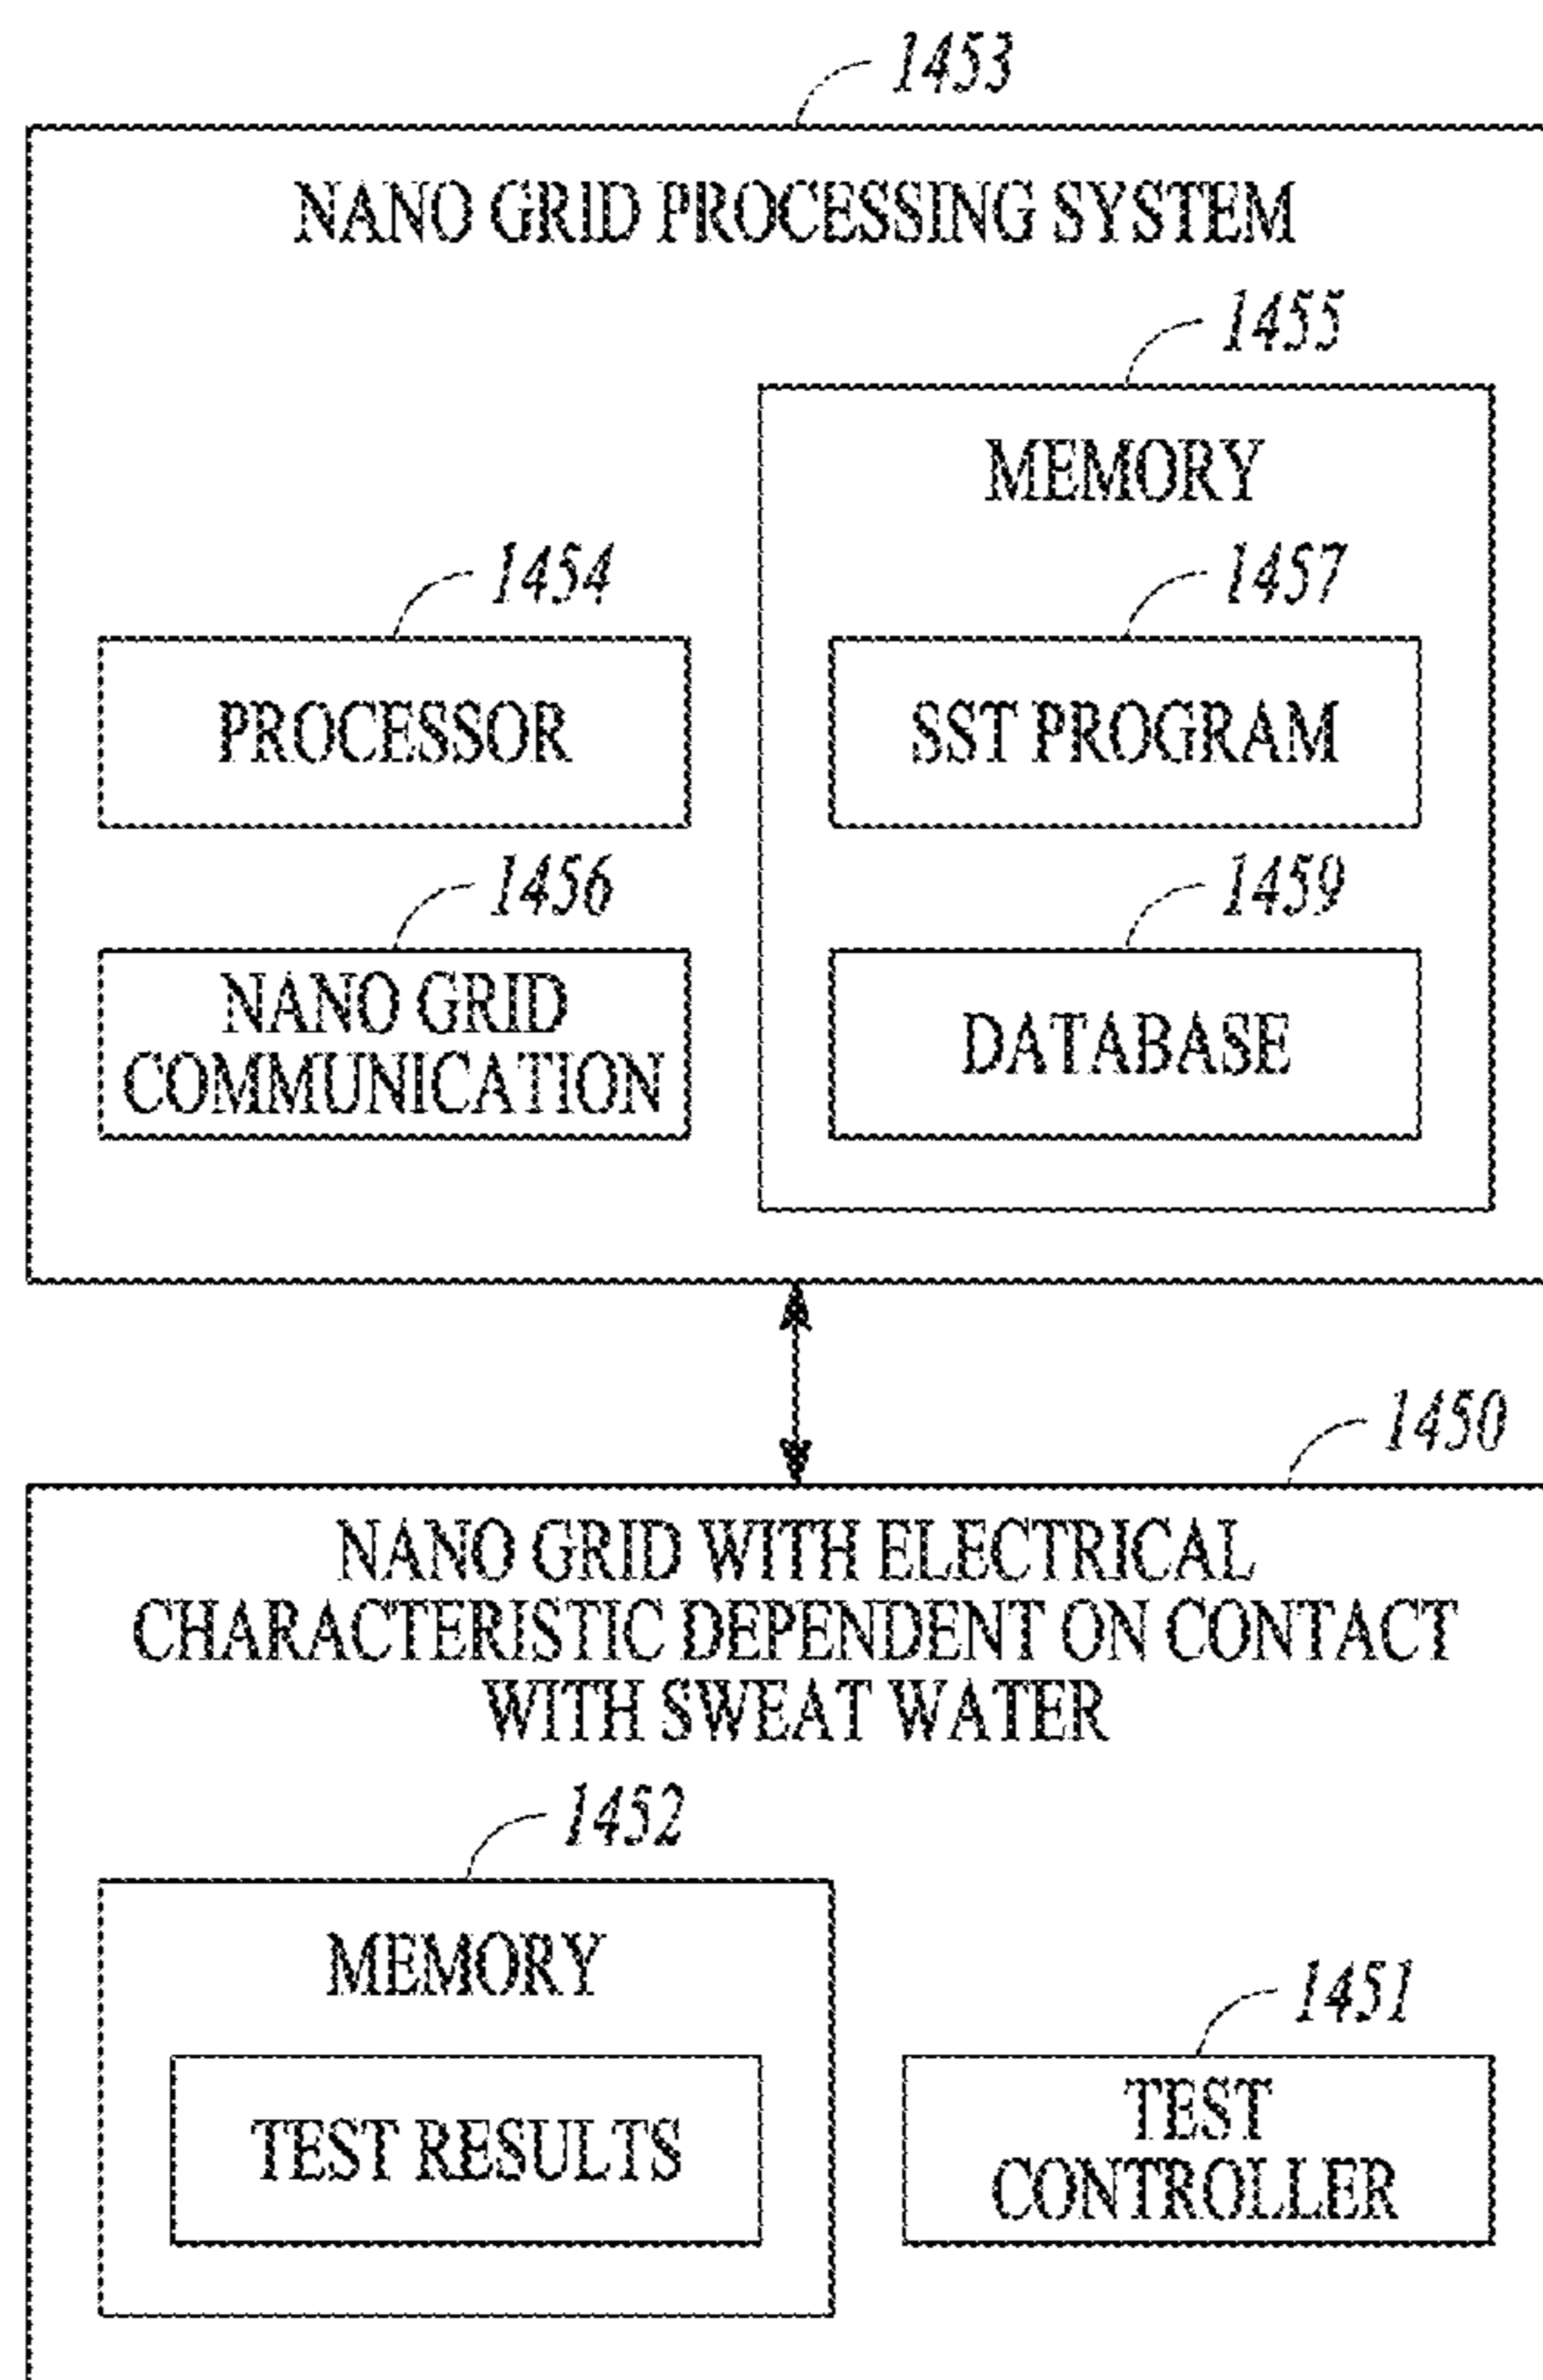 1453
NANO GRID PROCESSING SYSTEM
1455
MEMORY
1454
1457
PROCESSOR
SST PROGRAM
1456
1459
NANO GRID
COMMUNICATION
DATABASE
1450
NANO GRID WITH ELECTRICAL
CHARACTERISTIC DEPENDENT ON CONTACT
WITH SWEAT WATER
1452
MEMORY
1451
TEST RESULTS
TEST
CONTROLLER